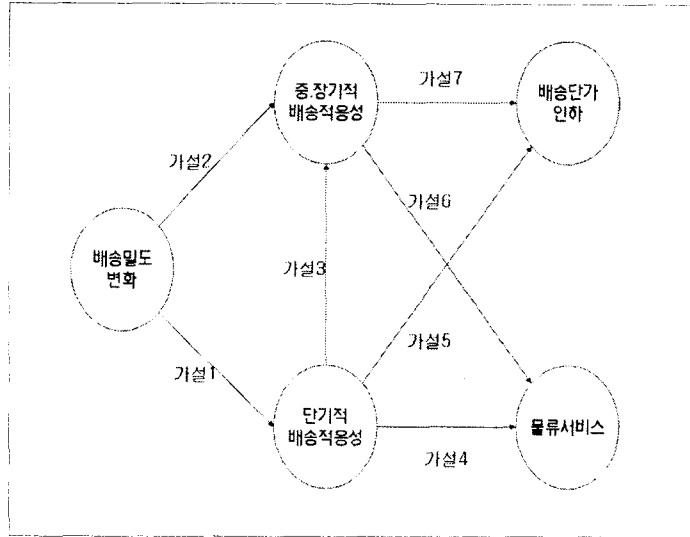 중.장기적
배송적용성
가설7
배송단가
인하
가설2
가설6
배송밀도
변화
가설3
가설5
가설1
단기적
배송적용성
가설4
물류서비스